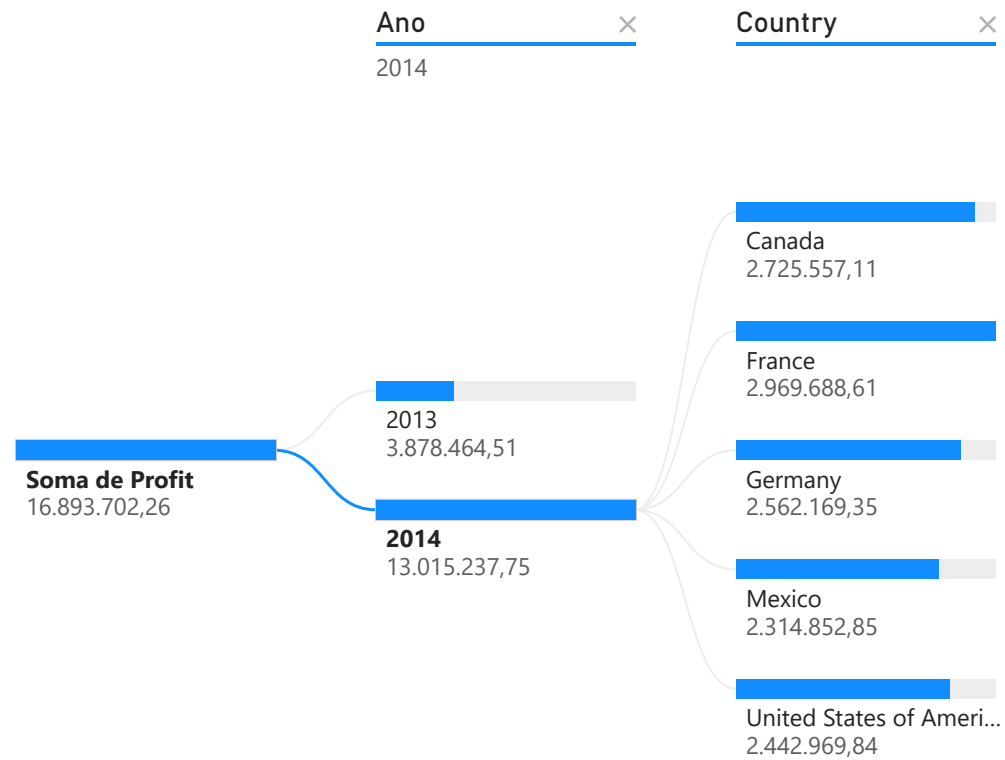 Ano
Country
2014
Canada
2.725.557,11
France
2.969.688,61
2013
3.878.464,51
Soma de Profit
16.893.702,26
Germany
2.562.169,35
2014
13.015.237,75
Mexico
2.314.852,85
United States of Ameri...
2.442.969,84